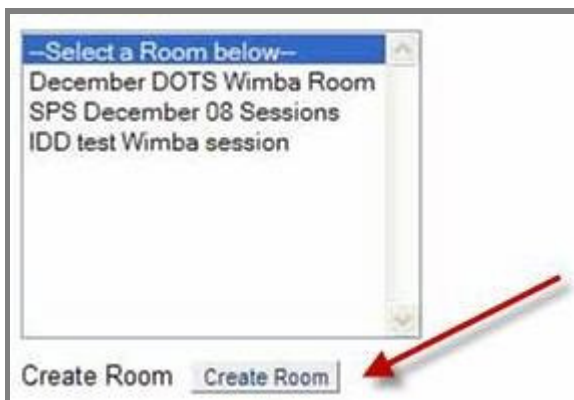 --Select a Room below--
December DOTS Wimba Room
SPS December 08 Sessions
IDD test Wimba session
Create Room Create Room